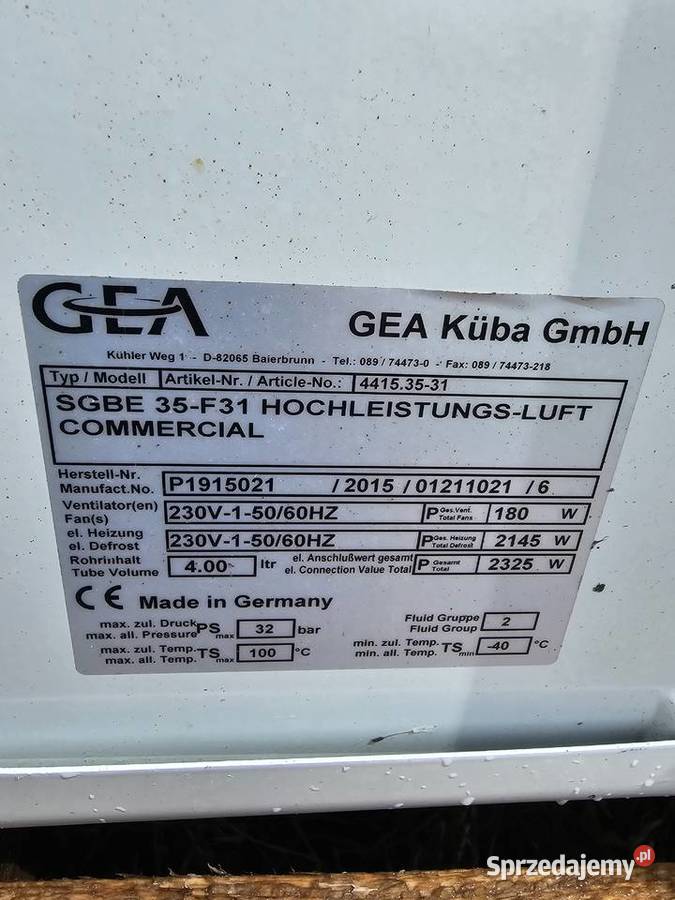 GEA
GEA Küba GmbH
Kühler Weg 1 - D-82065 Baierbrunn - Tel.: 089 / 74473-0 - Fax: 089 / 74473-218
Typ / Modell Artikel-Nr. / Article-No.: 4415.35-31
SGBE 35-F31 HOCHLEISTUNGS-LUFT
COMMERCIAL
Herstell-Nr.
Manufact.No. P1915021 / 2015 / 01211021 / 6
Ventilator(en)
Fan(s) 230V-1-50/60HZ P Ges.Vent. Total Fans 180 W
el. Heizung
el. Defrost 230V-1-50/60HZ P Ges. Heizung Total Defrost 2145 W
Rohrinhalt
Tube Volume 4.00 ltr
el. Anschlußwert gesamt
el. Connection Value Total P Gesamt Total 2325 W
CE Made in Germany
max. zul. Druck
max. all. Pressure PS max 32 bar
Fluid Gruppe
Fluid Group 2
max. zul. Temp.
max. all. Temp. TS max 100 °C
min. zul. Temp.
min. all. Temp. TS min -40 °C
Sprzedajemy.pl